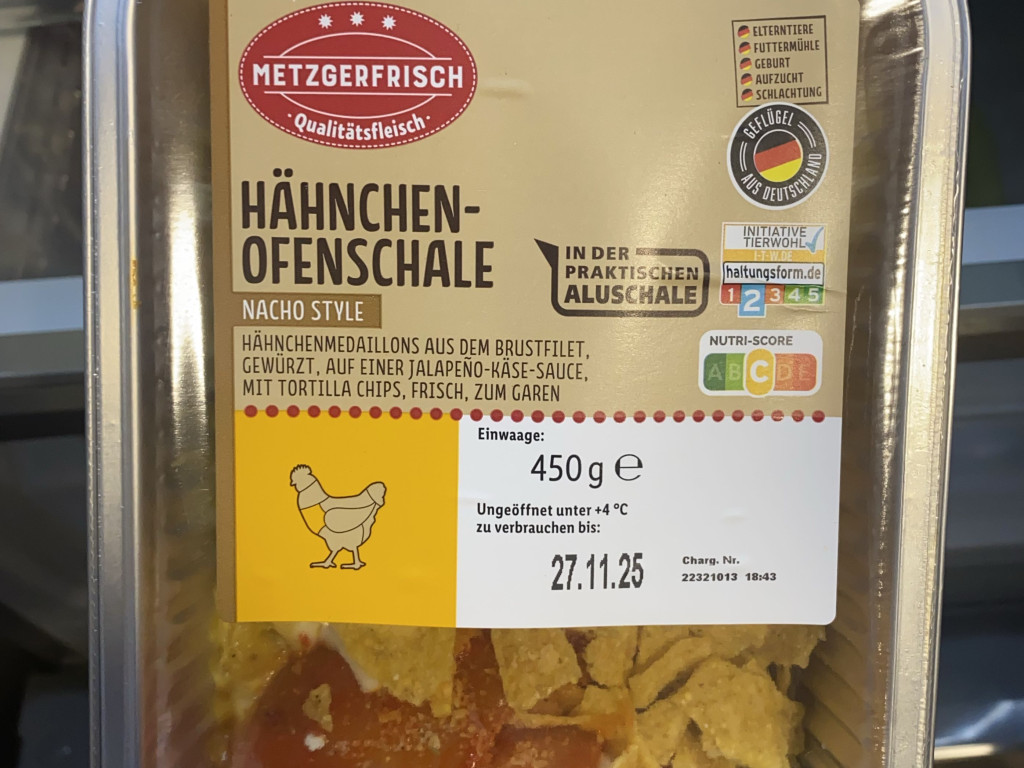 METZGERFRISCH
· Qualitätsfleisch ·
HÄHNCHEN-
OFENSCHALE
NACHO STYLE
HÄHNCHENMEDAILLONS AUS DEM BRUSTFILET,
GEWÜRZT, AUF EINER JALAPEÑO-KÄSE-SAUCE,
MIT TORTILLA CHIPS, FRISCH, ZUM GAREN
IN DER
PRAKTISCHEN
ALUSCHALE
ELTERNTIERE
FUTTERMÜHLE
GEBURT
AUFZUCHT
SCHLACHTUNG
GEFLÜGEL
AUS DEUTSCHLAND
INITIATIVE
TIERWOHL
I-T-W.DE
haltungsform.de
1 2 3 4 5
NUTRI-SCORE
A B C D E
Einwaage:
450 g ℮
Ungeöffnet unter +4 °C
zu verbrauchen bis:
27.11.25
Charg. Nr.
22321013 18:43